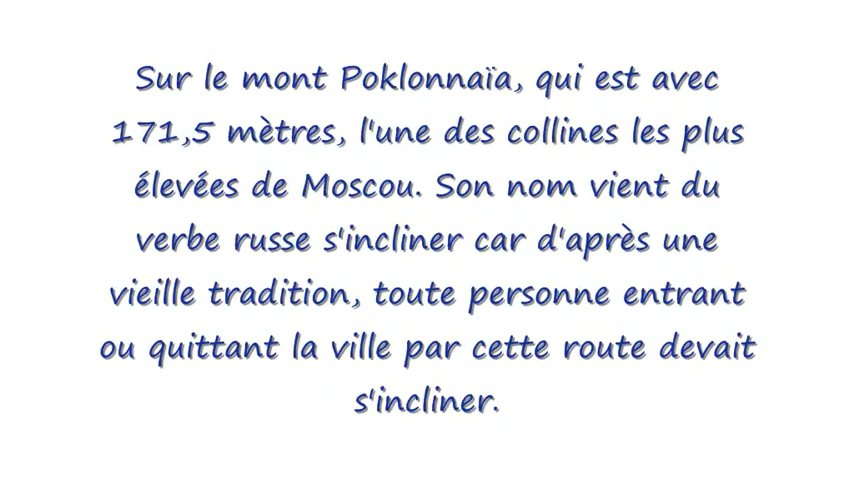 Sur le mont Poklonnaïa, qui est avec
171,5 mètres, l'une des collines les plus
élevées de Moscou. Son nom vient du
verbe russe s'incliner car d'après une
vieille tradition, toute personne entrant
ou quittant la ville par cette route devait
s'incliner.